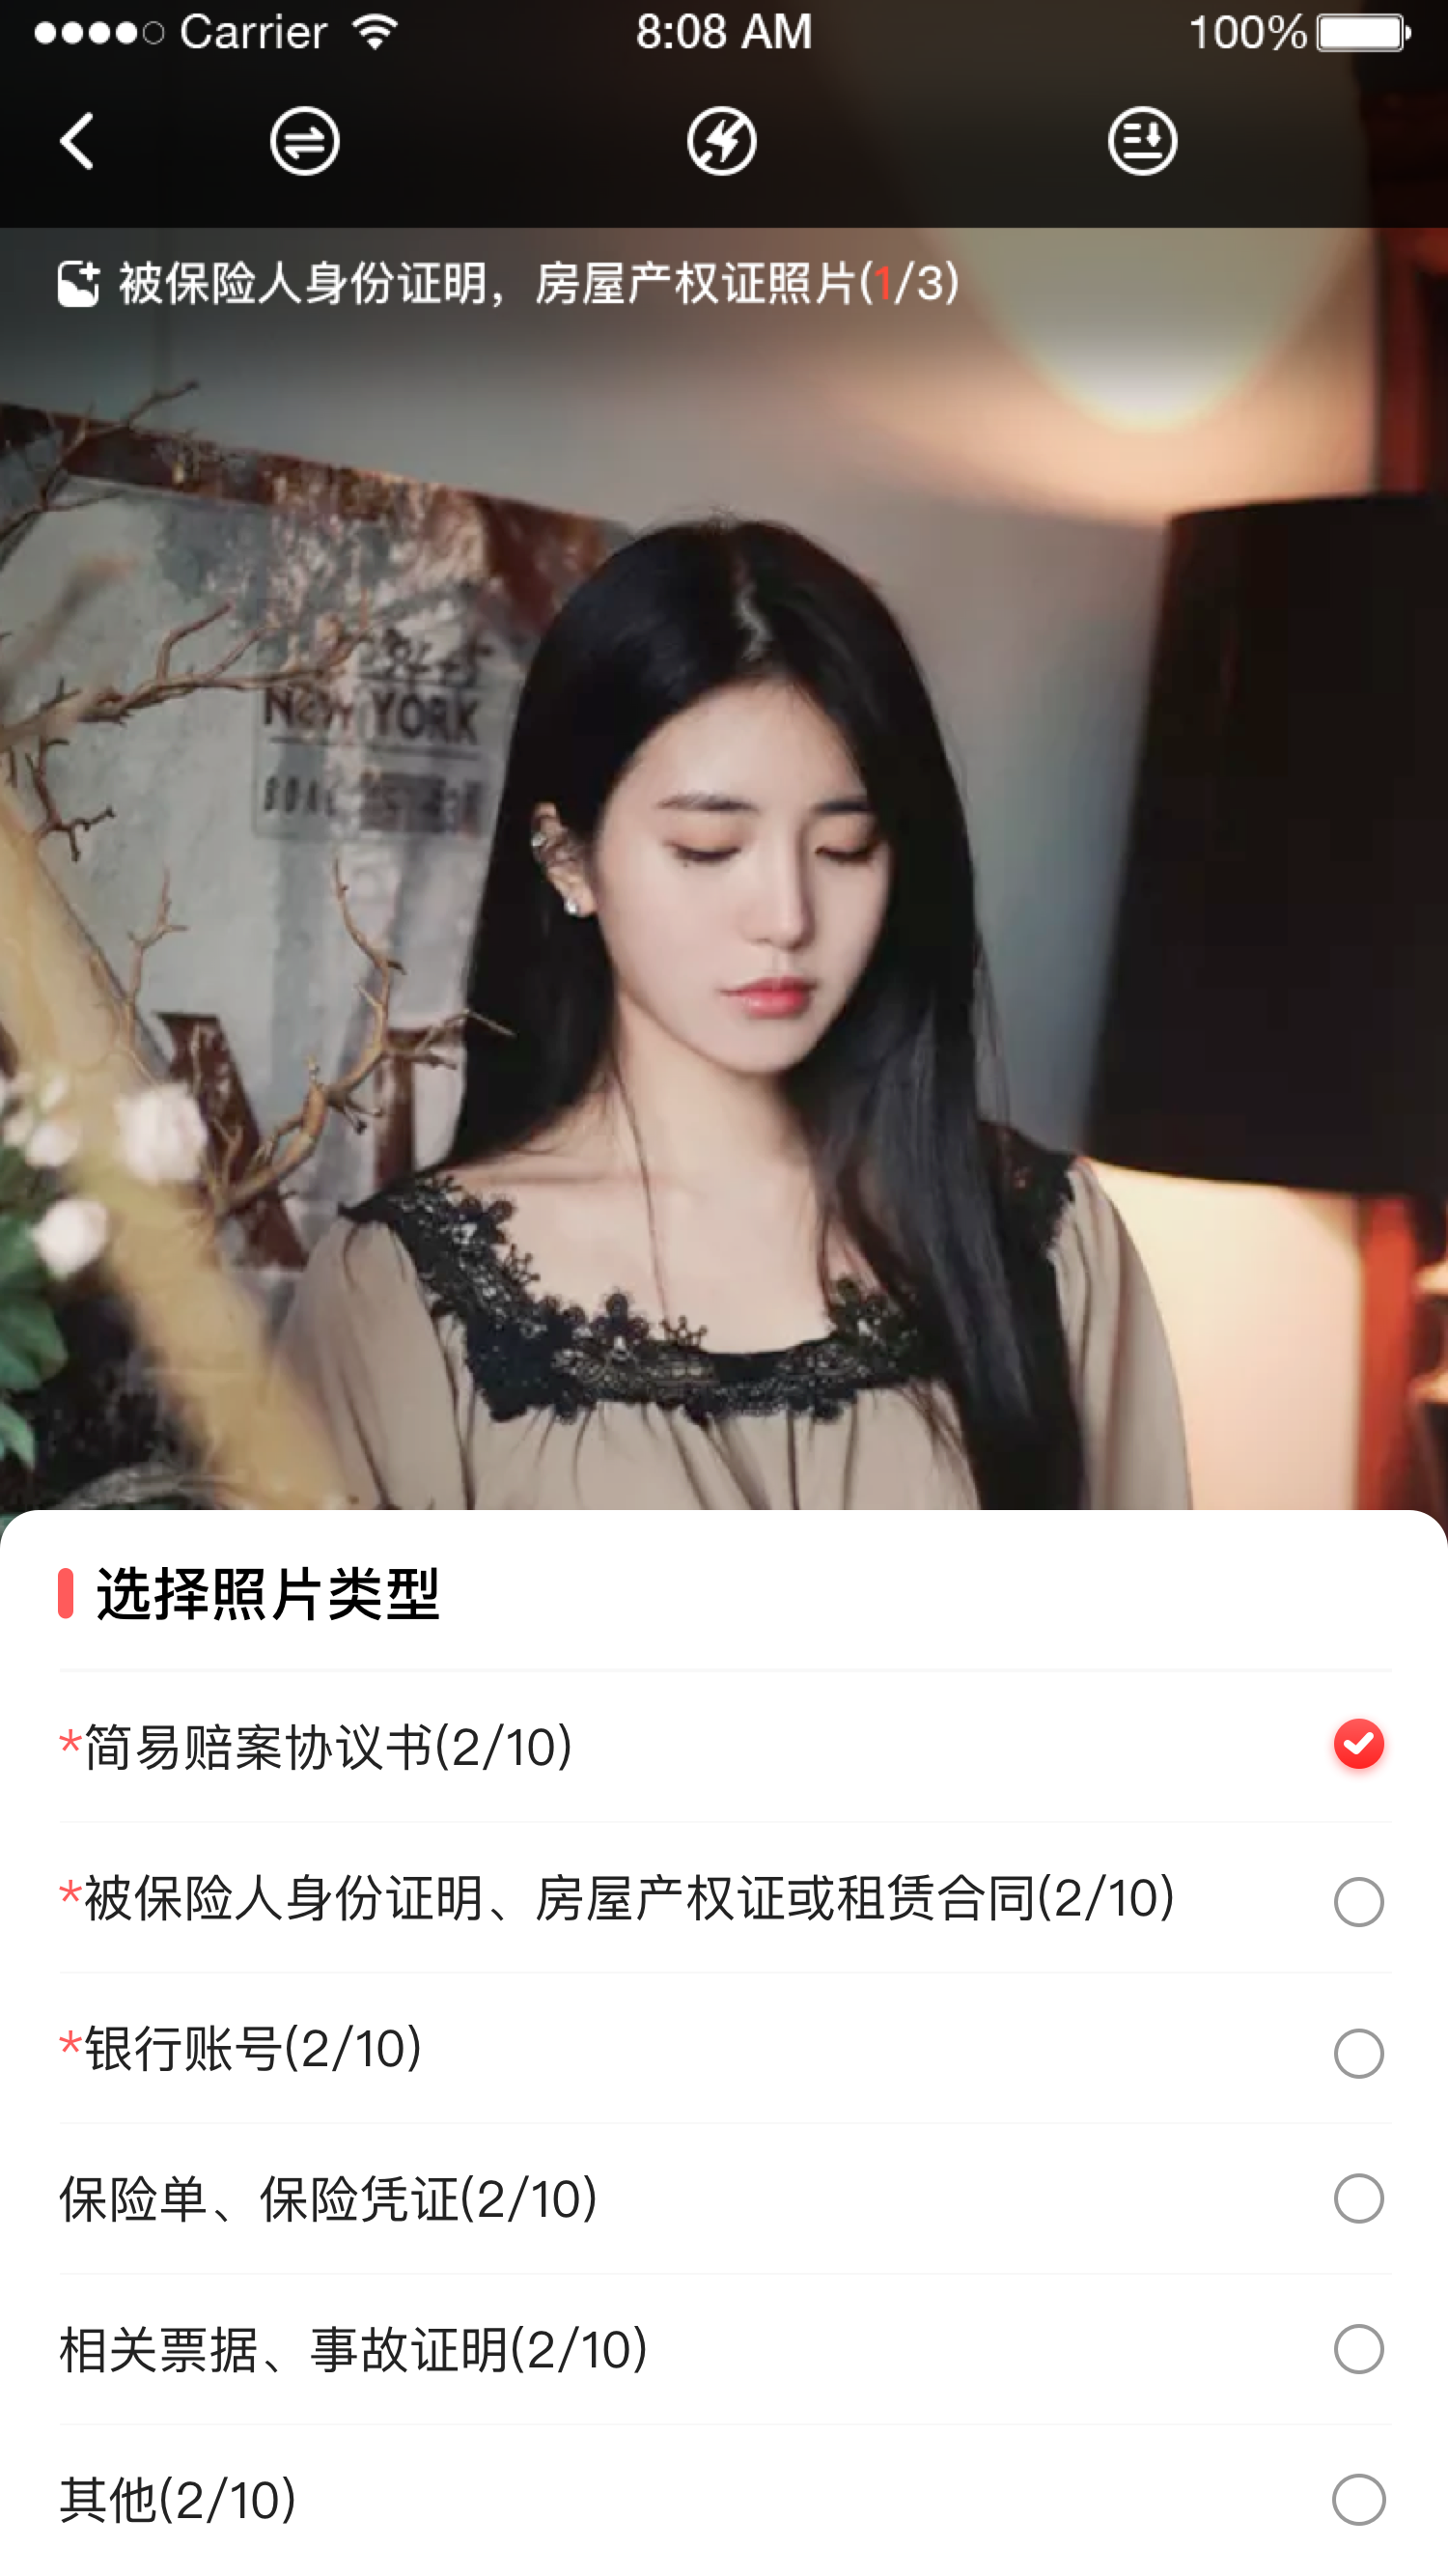 Carrier 8:08 AM 100%
被保险人身份证明，房屋产权证照片(1/3)
NEW YORK
选择照片类型
*简易赔案协议书(2/10)
*被保险人身份证明、房屋产权证或租赁合同(2/10)
*银行账号(2/10)
保险单、保险凭证(2/10)
相关票据、事故证明(2/10)
其他(2/10)